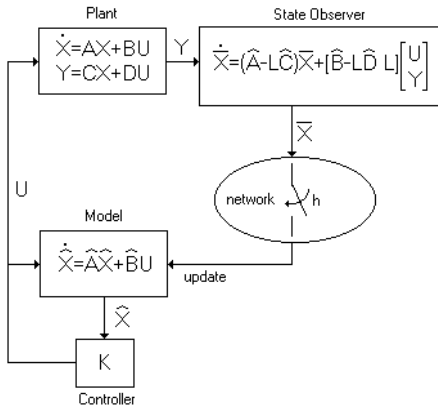 Plant
State Observer
Ẋ=AX+BU
Y=CX+DU
Y
X̄̇=(Â-LĈ)X̄+[B̂-LD̂ L][U
Y]
X̄
U
network
h
Model
X̂̇=ÂX̂+B̂U
update
X̂
K
Controller